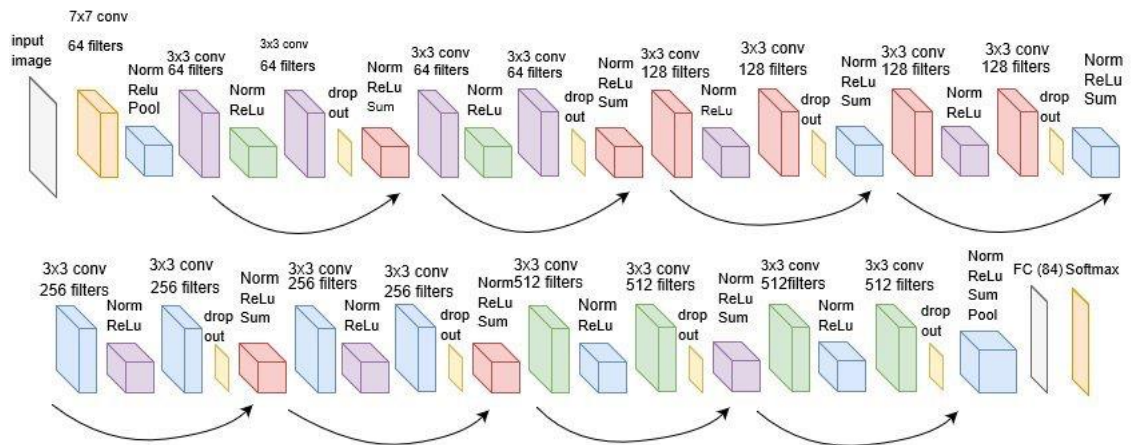 input
image
7x7 conv
64 filters
Norm
Relu
Pool
3x3 conv
64 filters
Norm
ReLu
3x3 conv
64 filters
drop
out
Norm
ReLu
Sum
3x3 conv
64 filters
Norm
ReLu
3x3 conv
64 filters
drop
out
Norm
ReLu
Sum
3x3 conv
128 filters
Norm
ReLu
3x3 conv
128 filters
drop
out
Norm
ReLu
Sum
3x3 conv
128 filters
Norm
ReLu
3x3 conv
128 filters
drop
out
Norm
ReLu
Sum
3x3 conv
256 filters
Norm
ReLu
3x3 conv
256 filters
drop
out
Norm
ReLu
Sum
3x3 conv
256 filters
Norm
ReLu
3x3 conv
256 filters
drop
out
Norm
ReLu
Sum
3x3 conv
512 filters
Norm
ReLu
3x3 conv
512 filters
drop
out
Norm
ReLu
Sum
3x3 conv
512filters
Norm
ReLu
3x3 conv
512 filters
drop
out
Norm
ReLu
Sum
Pool
FC (84)
Softmax